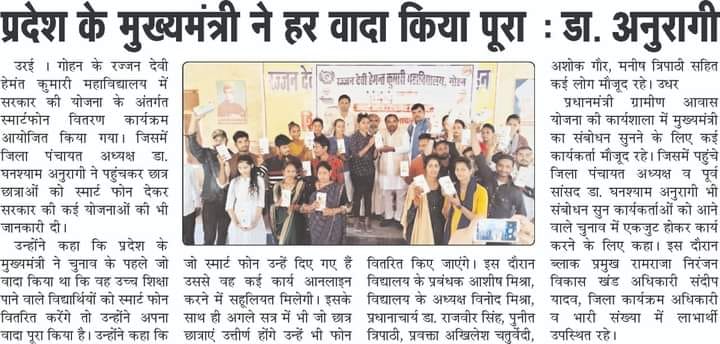 प्रदेश के मुख्यमंत्री ने हर वादा किया पूरा : डा. अनुरागी
उरई । गोहन के रज्जन देवी
हेमंत कुमारी महाविद्यालय में
सरकार की योजना के अंतर्गत
स्मार्टफोन वितरण कार्यक्रम
आयोजित किया गया। जिसमें
जिला पंचायत अध्यक्ष डा.
घनश्याम अनुरागी ने पहुंचकर छात्र
छात्राओं को स्मार्ट फोन देकर
सरकार की कई योजनाओं की भी
जानकारी दी।
उन्होंने कहा कि प्रदेश के
मुख्यमंत्री ने चुनाव के पहले जो
वादा किया था कि वह उच्च शिक्षा
पाने वाले विद्यार्थियों को स्मार्ट फोन
वितरित करेंगे तो उन्होंने अपना
वादा पूरा किया है। उन्होंने कहा कि
रज्जन देवी हेमन्त कुमारी महाविद्यालय, गोहन
जो स्मार्ट फोन उन्हें दिए गए हैं
उससे वह कई कार्य आनलाइन
करने में सहूलियत मिलेगी। इसके
साथ ही अगले सत्र में भी जो छात्र
छात्राएं उत्तीर्ण होंगे उन्हें भी फोन
वितरित किए जाएंगे। इस दौरान
विद्यालय के प्रबंधक आशीष मिश्रा,
विद्यालय के अध्यक्ष विनोद मिश्रा,
प्रधानाचार्य डा. राजवीर सिंह, पुनीत
त्रिपाठी, प्रवक्ता अखिलेश चतुर्वेदी,
अशोक गौर, मनीष त्रिपाठी सहित
कई लोग मौजूद रहे। उधर
प्रधानमंत्री ग्रामीण आवास
योजना को कार्यशाला में मुख्यमंत्री
का संबोधन सुनने के लिए कई
कार्यकर्ता मौजूद रहे। जिसमें पहुंचे
जिला पंचायत अध्यक्ष व पूर्व
सांसद डा. घनश्याम अनुरागी भी
संबोधन सुन कार्यकर्ताओं को आने
वाले चुनाव में एकजुट होकर कार्य
करने के लिए कहा। इस दौरान
ब्लाक प्रमुख रामराजा निरंजन
विकास खंड अधिकारी संदीप
यादव, जिला कार्यक्रम अधिकारी
व भारी संख्या में लाभार्थी
उपस्थित रहे।